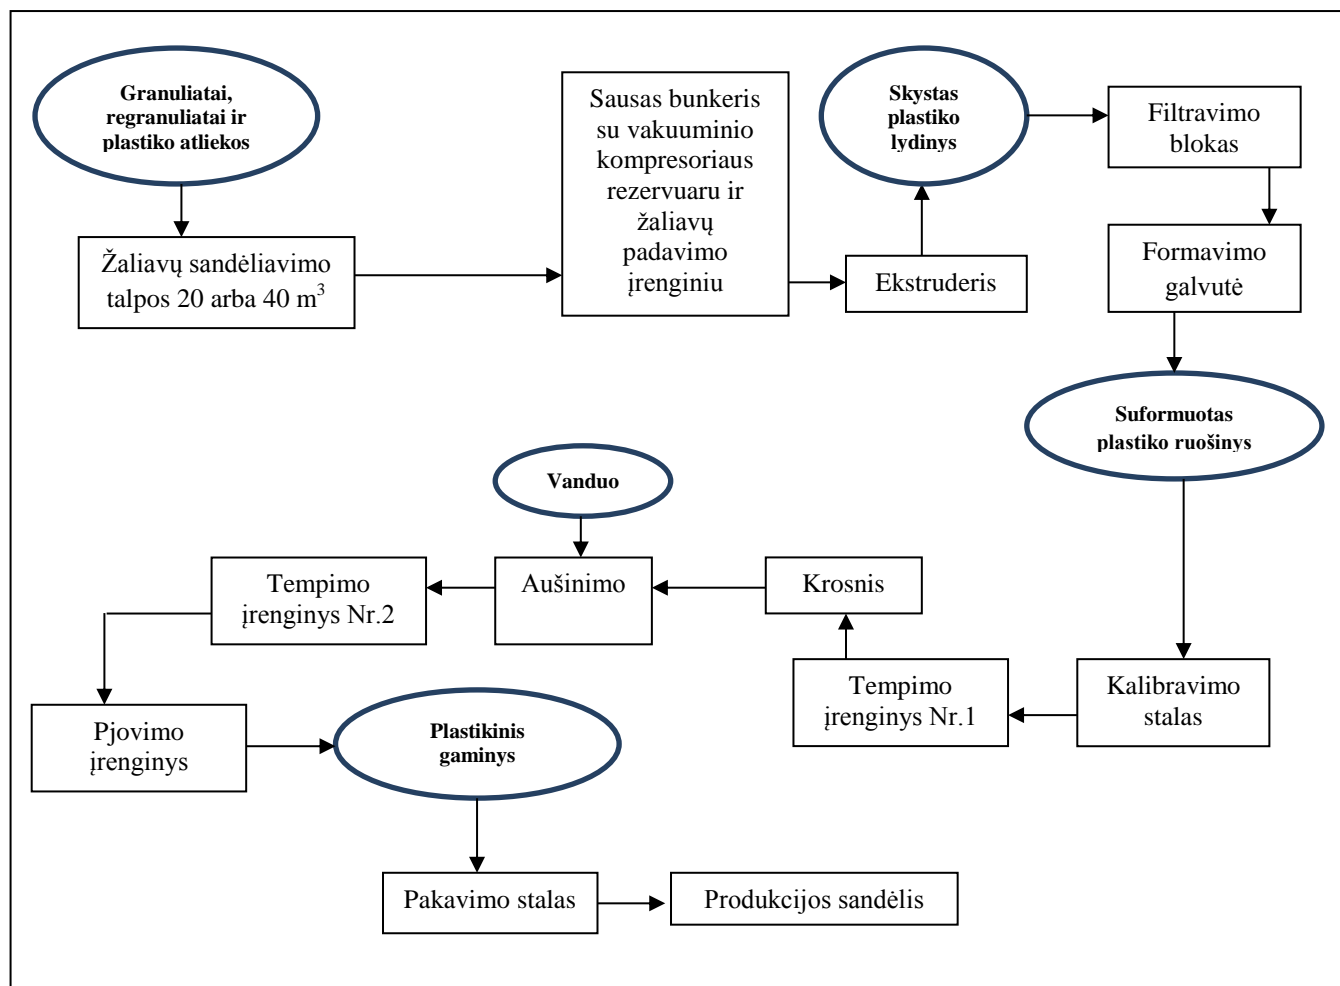 Granuliatai,
regranuliatai ir
plastiko atliekos
Žaliavų sandėliavimo
talpos 20 arba 40 m³
Sausas bunkeris
su vakuuminio
kompresoriaus
rezervuaru ir
žaliavų
padavimo
įrenginiu
Ekstruderis
Skystas
plastiko
lydinys
Filtravimo
blokas
Formavimo
galvutė
Suformuotas
plastiko ruošinys
Kalibravimo
stalas
Tempimo
įrenginys Nr.1
Krosnis
Vanduo
Aušinimo
Tempimo
įrenginys Nr.2
Pjovimo
įrenginys
Plastikinis
gaminys
Pakavimo stalas
Produkcijos sandėlis